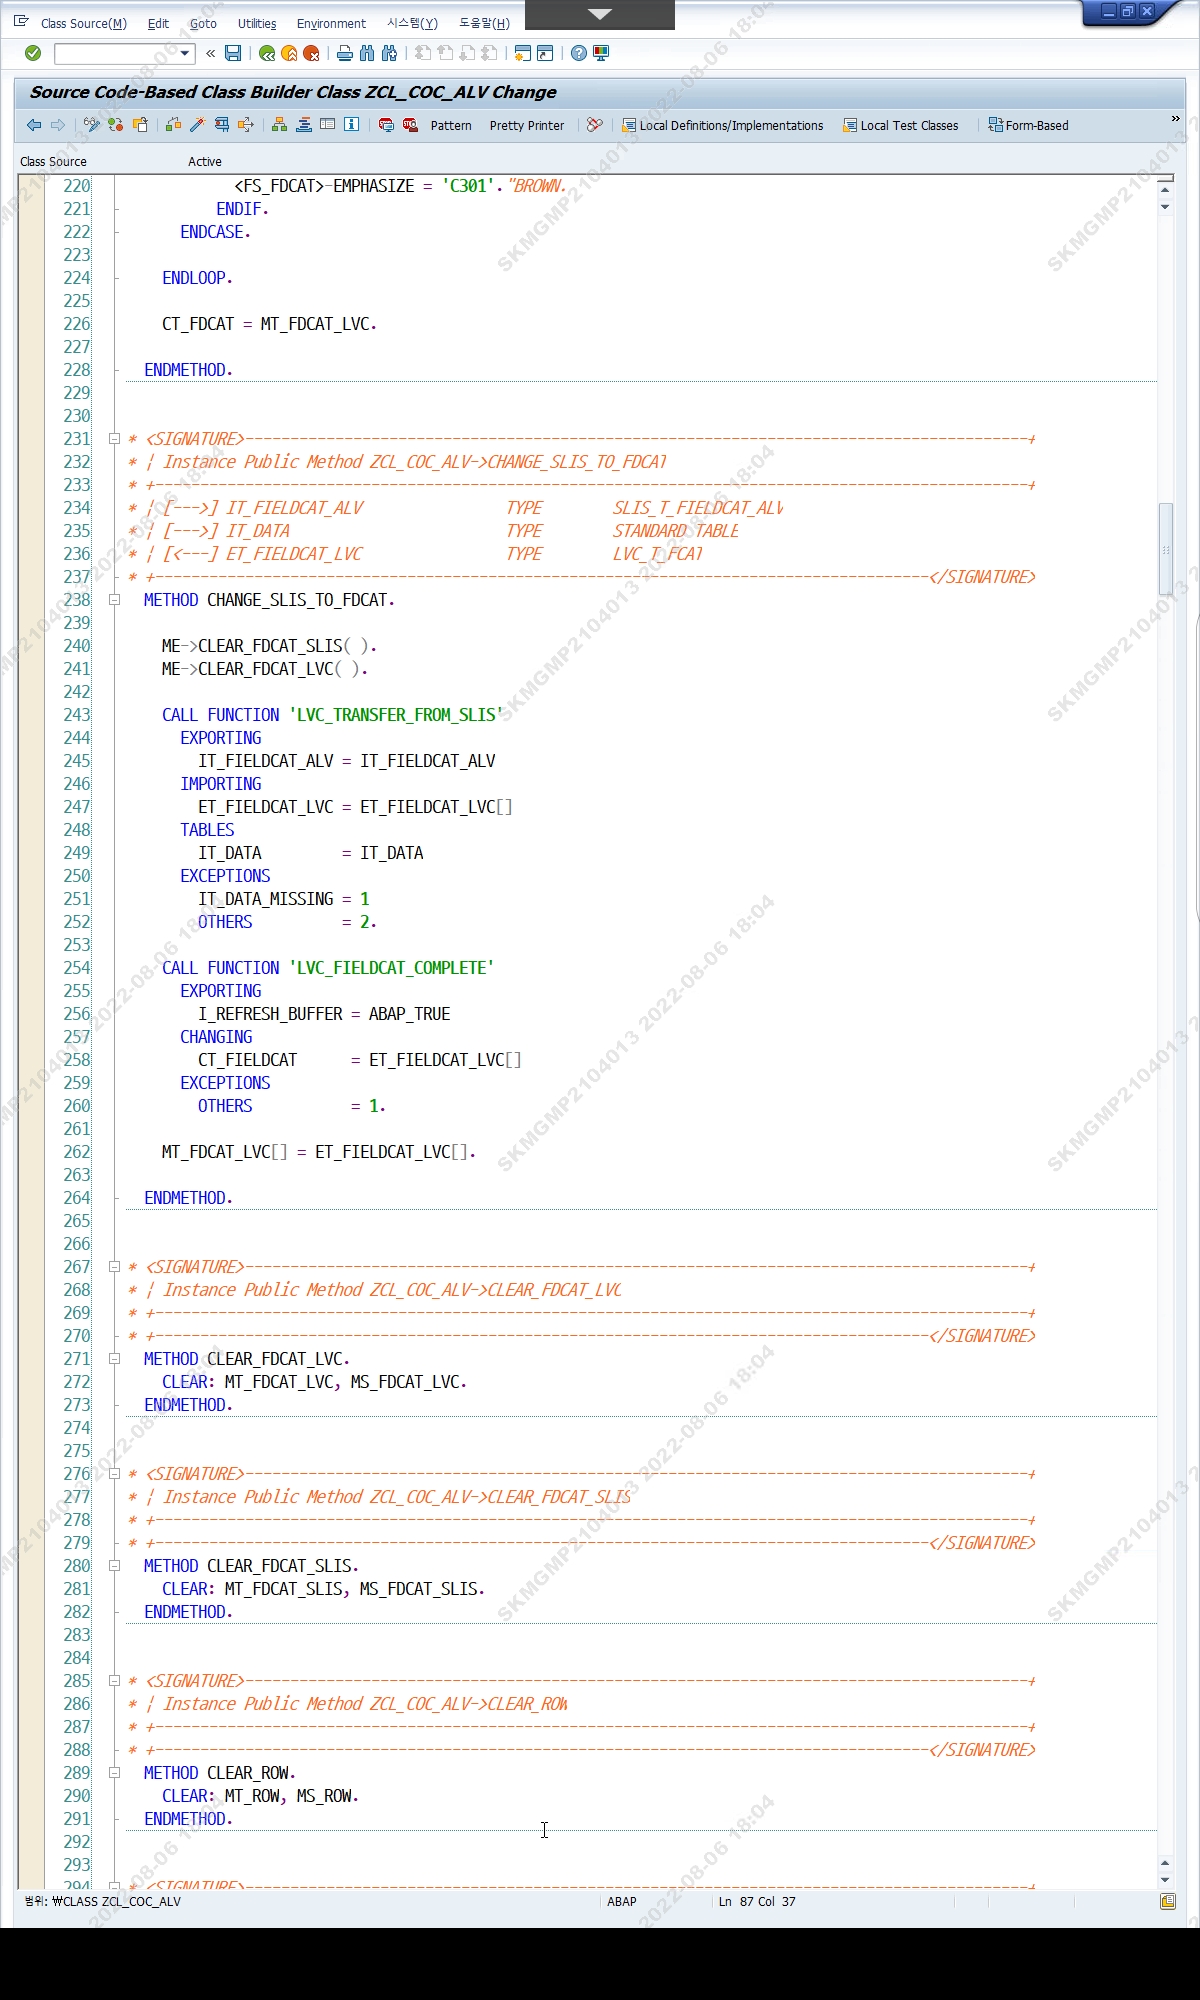 Class Source(M) Edit Goto Utilities Environment 시스템(Y) 도움말(H)
Source Code-Based Class Builder Class ZCL_COC_ALV Change
Pattern Pretty Printer Local Definitions/Implementations Local Test Classes Form-Based »
Class Source Active
220 <FS_FDCAT>-EMPHASIZE = 'C301'."BROWN.
221 ENDIF.
222 ENDCASE.
223
224 ENDLOOP.
225
226 CT_FDCAT = MT_FDCAT_LVC.
227
228 ENDMETHOD.
229
230
231 * <SIGNATURE>---------------------------------------------------------------------------------------+
232 * | Instance Public Method ZCL_COC_ALV->CHANGE_SLIS_TO_FDCAT
233 * +-------------------------------------------------------------------------------------------------+
234 * | [--->] IT_FIELDCAT_ALV TYPE SLIS_T_FIELDCAT_ALV
235 * | [--->] IT_DATA TYPE STANDARD TABLE
236 * | [<---] ET_FIELDCAT_LVC TYPE LVC_T_FCAT
237 * +--------------------------------------------------------------------------------------</SIGNATURE>
238 METHOD CHANGE_SLIS_TO_FDCAT.
239
240 ME->CLEAR_FDCAT_SLIS( ).
241 ME->CLEAR_FDCAT_LVC( ).
242
243 CALL FUNCTION 'LVC_TRANSFER_FROM_SLIS'
244 EXPORTING
245 IT_FIELDCAT_ALV = IT_FIELDCAT_ALV
246 IMPORTING
247 ET_FIELDCAT_LVC = ET_FIELDCAT_LVC[]
248 TABLES
249 IT_DATA = IT_DATA
250 EXCEPTIONS
251 IT_DATA_MISSING = 1
252 OTHERS = 2.
253
254 CALL FUNCTION 'LVC_FIELDCAT_COMPLETE'
255 EXPORTING
256 I_REFRESH_BUFFER = ABAP_TRUE
257 CHANGING
258 CT_FIELDCAT = ET_FIELDCAT_LVC[]
259 EXCEPTIONS
260 OTHERS = 1.
261
262 MT_FDCAT_LVC[] = ET_FIELDCAT_LVC[].
263
264 ENDMETHOD.
265
266
267 * <SIGNATURE>---------------------------------------------------------------------------------------+
268 * | Instance Public Method ZCL_COC_ALV->CLEAR_FDCAT_LVC
269 * +-------------------------------------------------------------------------------------------------+
270 * +--------------------------------------------------------------------------------------</SIGNATURE>
271 METHOD CLEAR_FDCAT_LVC.
272 CLEAR: MT_FDCAT_LVC, MS_FDCAT_LVC.
273 ENDMETHOD.
274
275
276 * <SIGNATURE>---------------------------------------------------------------------------------------+
277 * | Instance Public Method ZCL_COC_ALV->CLEAR_FDCAT_SLIS
278 * +-------------------------------------------------------------------------------------------------+
279 * +--------------------------------------------------------------------------------------</SIGNATURE>
280 METHOD CLEAR_FDCAT_SLIS.
281 CLEAR: MT_FDCAT_SLIS, MS_FDCAT_SLIS.
282 ENDMETHOD.
283
284
285 * <SIGNATURE>---------------------------------------------------------------------------------------+
286 * | Instance Public Method ZCL_COC_ALV->CLEAR_ROW
287 * +-------------------------------------------------------------------------------------------------+
288 * +--------------------------------------------------------------------------------------</SIGNATURE>
289 METHOD CLEAR_ROW.
290 CLEAR: MT_ROW, MS_ROW.
291 ENDMETHOD.
292
293
294 * <SIGNATURE>---------------------------------------------------------------------------------------+
범위: ₩CLASS ZCL_COC_ALV ABAP Ln 87 Col 37
SKMGMP2104013 2022-08-06 18:04